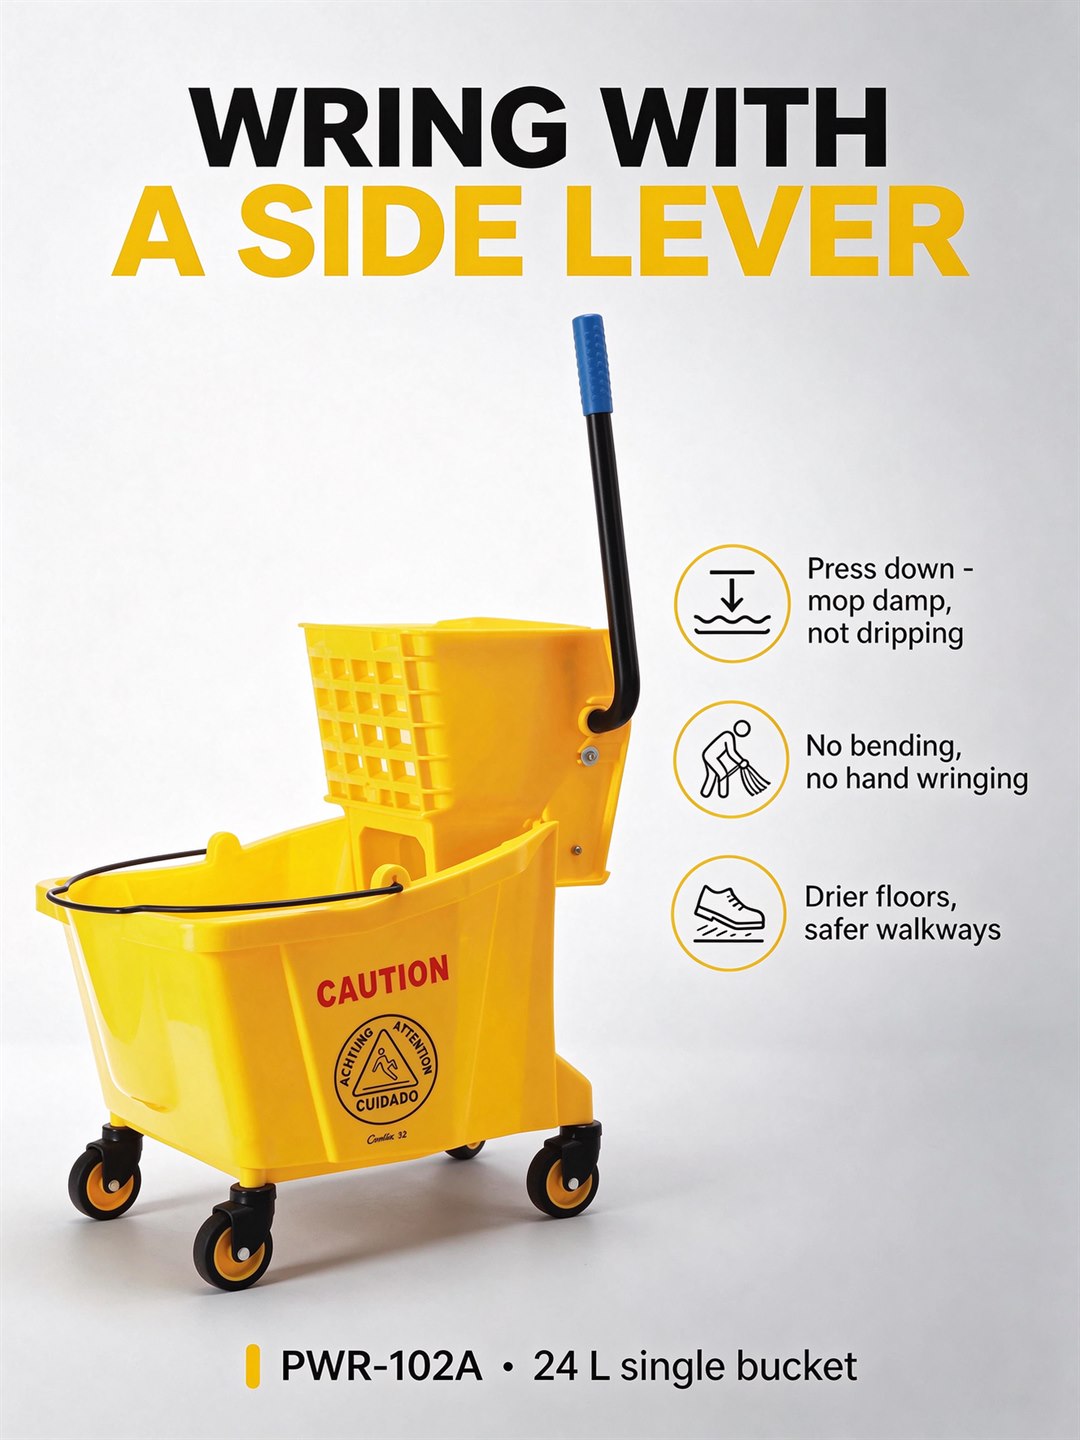 WRING WITH
A SIDE LEVER
Press down -
mop damp,
not dripping
No bending,
no hand wringing
Drier floors,
safer walkways
CAUTION
ACHTUNG
ATTENTION
CUIDADO
32
PWR-102A • 24 L single bucket